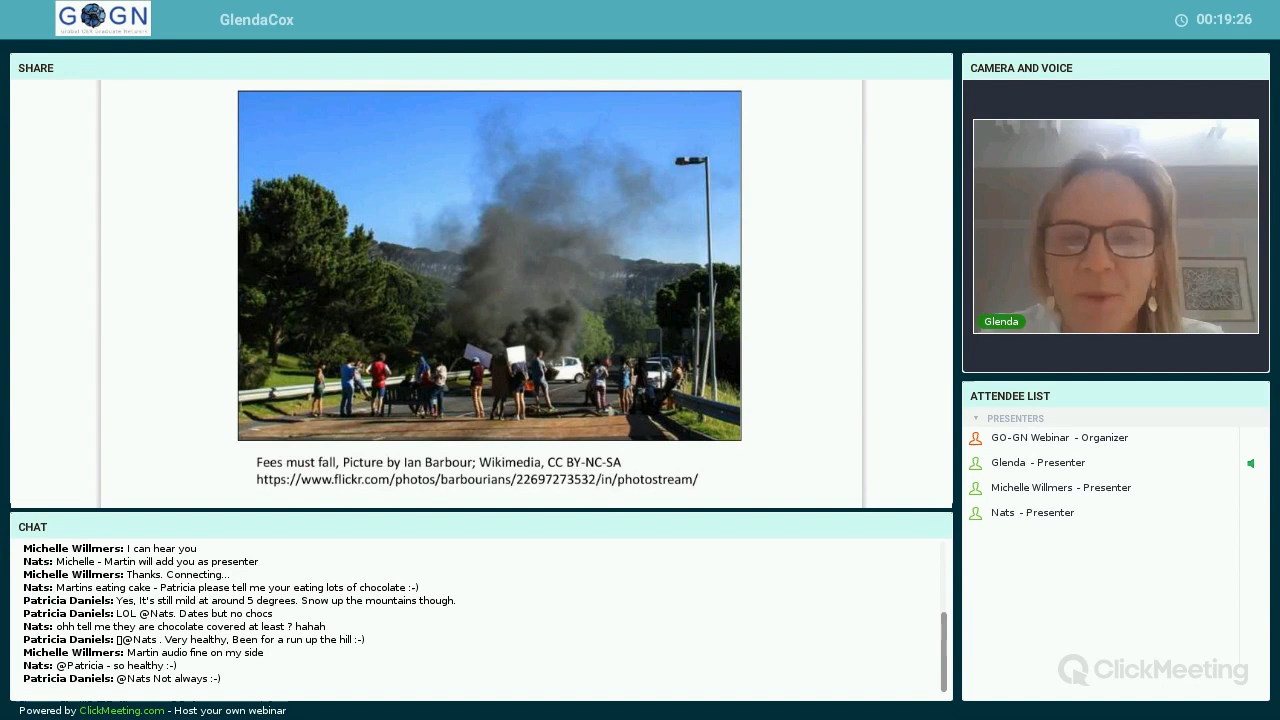 GO GN
Global OER Graduate Network
GlendaCox
00:19:26
SHARE
Fees must fall, Picture by Ian Barbour; Wikimedia, CC BY-NC-SA
https://www.flickr.com/photos/barbourians/22697273532/in/photostream/
CHAT
Michelle Willmers: I can hear you
Nats: Michelle - Martin will add you as presenter
Michelle Willmers: Thanks. Connecting...
Nats: Martins eating cake - Patricia please tell me your eating lots of chocolate :-)
Patricia Daniels: Yes, It's still mild at around 5 degrees. Snow up the mountains though.
Patricia Daniels: LOL @Nats. Dates but no chocs
Nats: ohh tell me they are chocolate covered at least ? hahah
Patricia Daniels: @Nats . Very healthy, Been for a run up the hill :-)
Michelle Willmers: Martin audio fine on my side
Nats: @Patricia - so healthy :-)
Patricia Daniels: @Nats Not always :-)
Powered by ClickMeeting.com - Host your own webinar
CAMERA AND VOICE
Glenda
ATTENDEE LIST
PRESENTERS
GO-GN Webinar - Organizer
Glenda - Presenter
Michelle Willmers - Presenter
Nats - Presenter
ClickMeeting